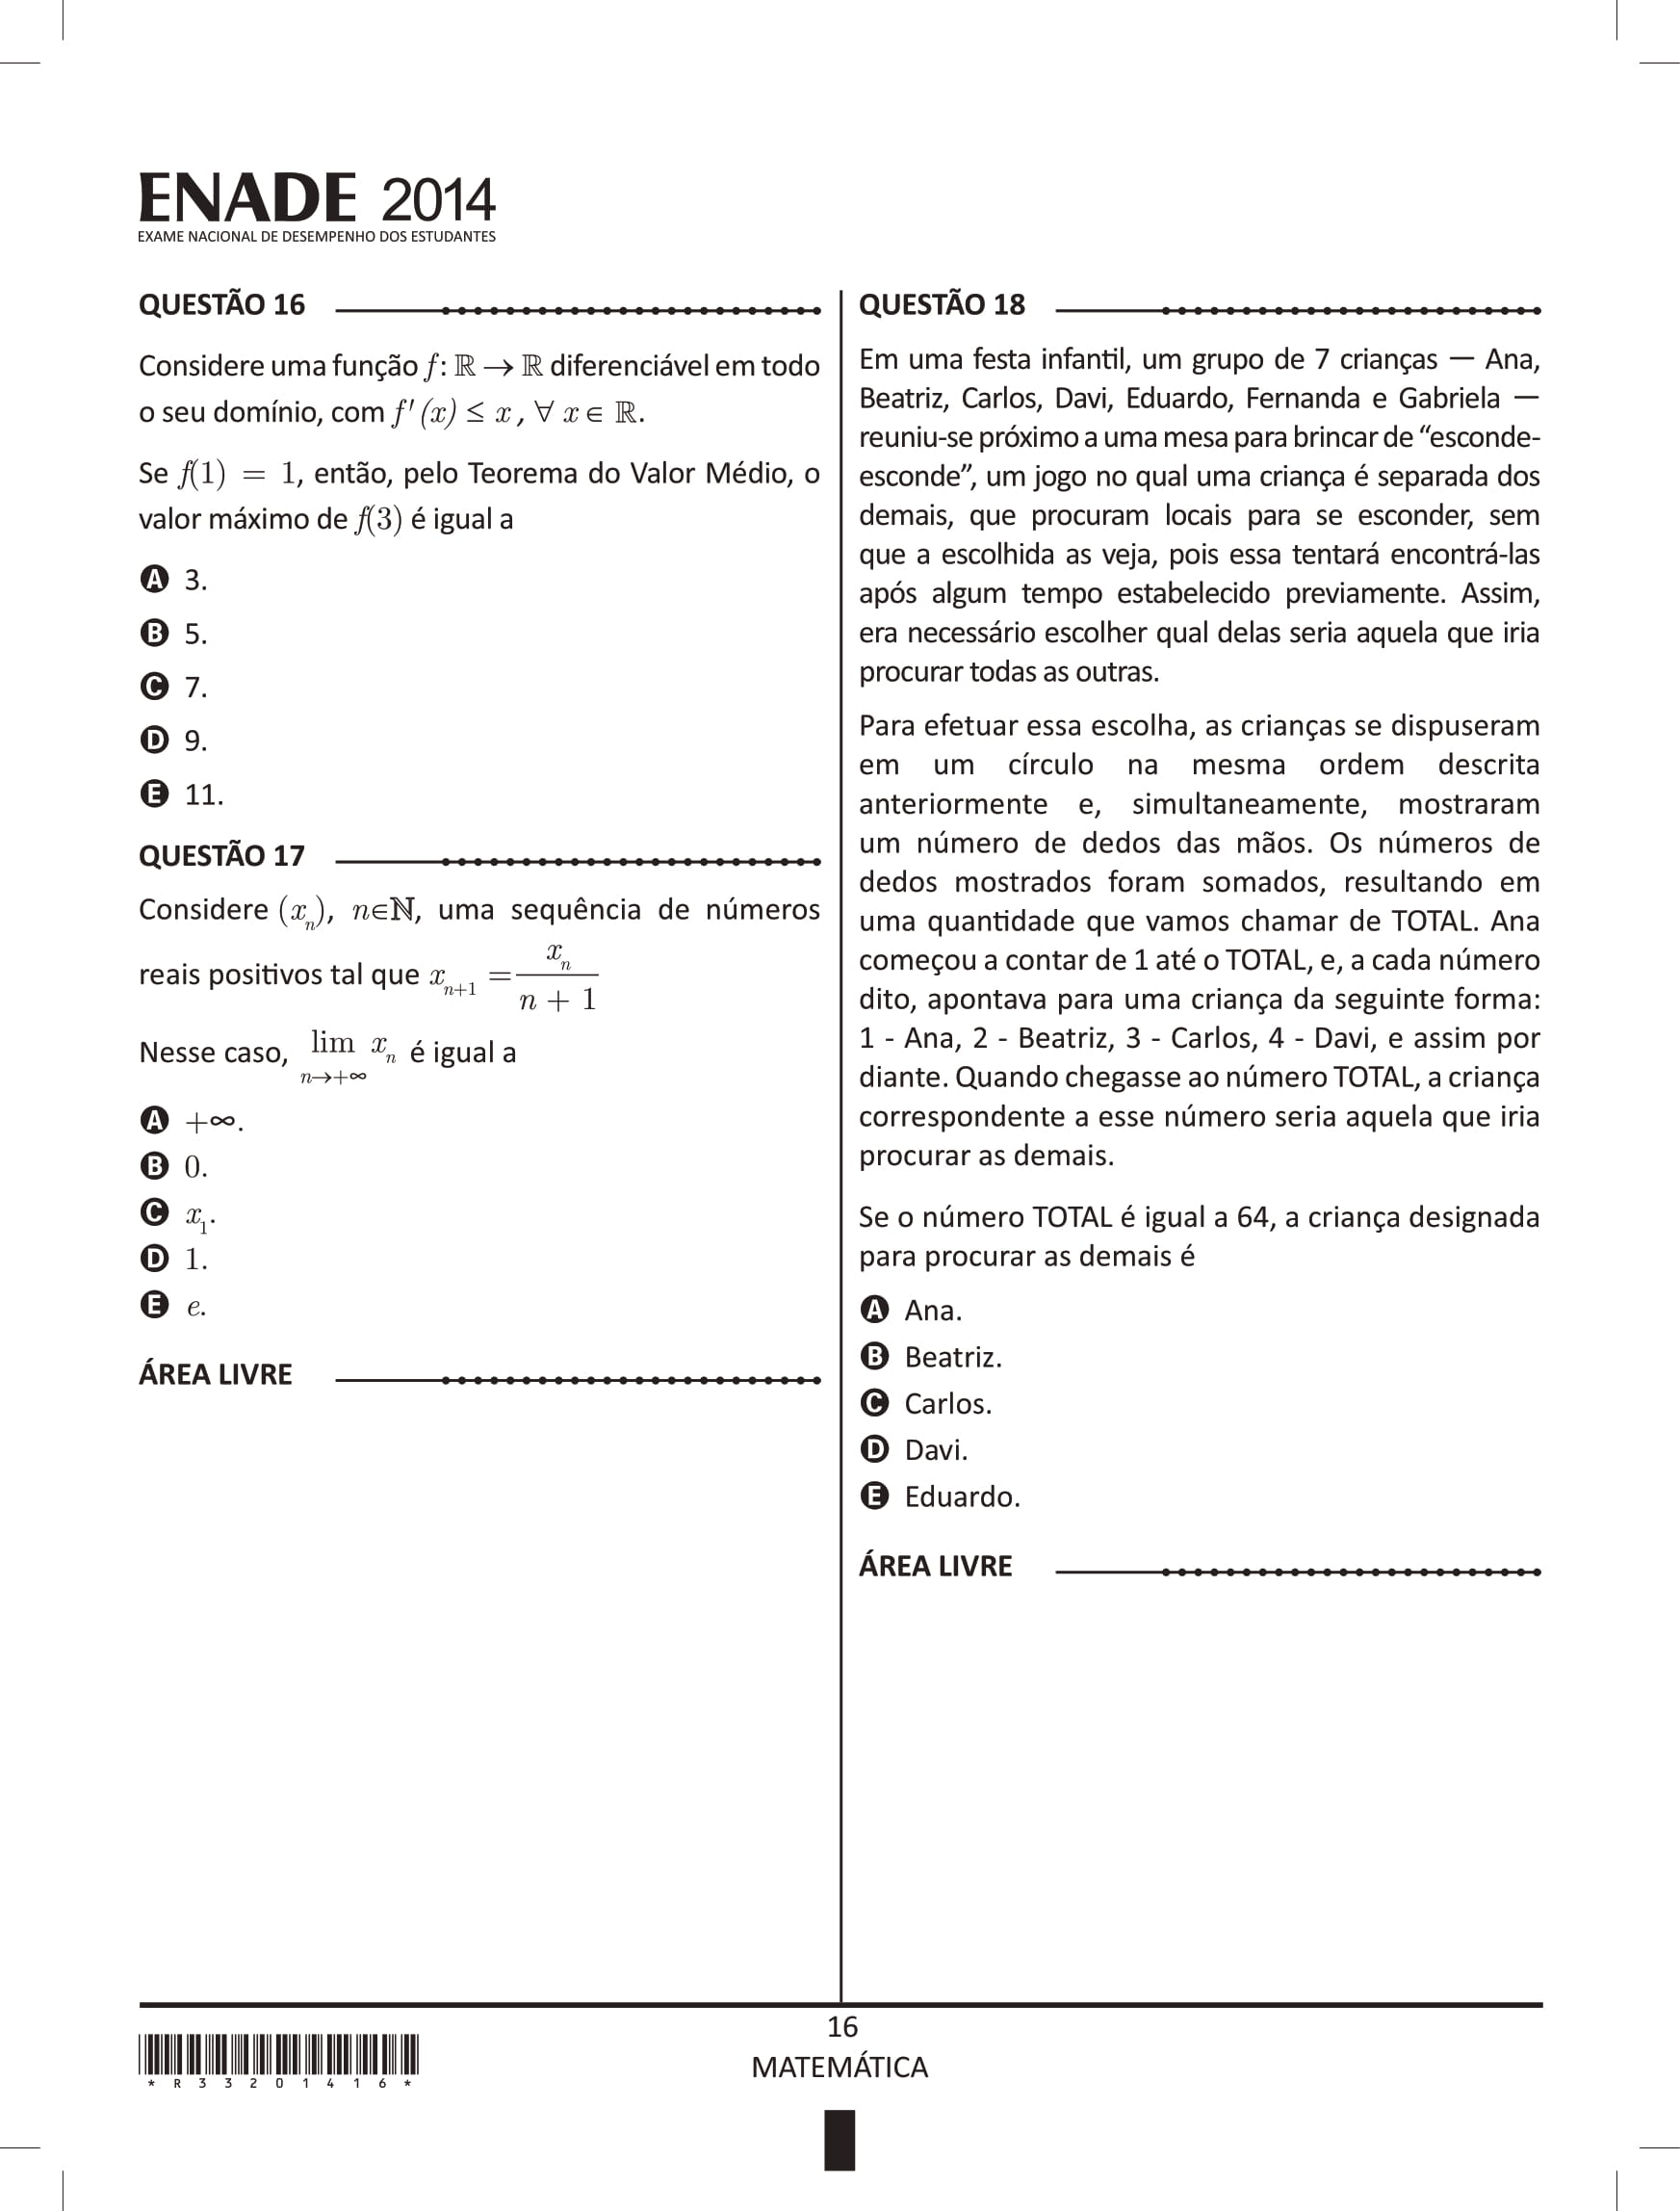 ENADE 2014
EXAME NACIONAL DE DESEMPENHO DOS ESTUDANTES
QUESTÃO 16
Considere uma função f: ℝ → ℝ diferenciável em todo
o seu domínio, com f'(x) ≤ x, ∀ x ∈ ℝ.
Se f(1) = 1, então, pelo Teorema do Valor Médio, o
valor máximo de f(3) é igual a
A 3.
B 5.
C 7.
D 9.
E 11.
QUESTÃO 17
Considere (x_n), n∈ℕ, uma sequência de números
reais positivos tal que x_{n+1} = x_n / (n + 1)
Nesse caso, lim_{n→+∞} x_n é igual a
A +∞.
B 0.
C x_1.
D 1.
E e.
ÁREA LIVRE
QUESTÃO 18
Em uma festa infantil, um grupo de 7 crianças — Ana,
Beatriz, Carlos, Davi, Eduardo, Fernanda e Gabriela —
reuniu-se próximo a uma mesa para brincar de “esconde-
esconde”, um jogo no qual uma criança é separada dos
demais, que procuram locais para se esconder, sem
que a escolhida as veja, pois essa tentará encontrá-las
após algum tempo estabelecido previamente. Assim,
era necessário escolher qual delas seria aquela que iria
procurar todas as outras.
Para efetuar essa escolha, as crianças se dispuseram
em um círculo na mesma ordem descrita
anteriormente e, simultaneamente, mostraram
um número de dedos das mãos. Os números de
dedos mostrados foram somados, resultando em
uma quantidade que vamos chamar de TOTAL. Ana
começou a contar de 1 até o TOTAL, e, a cada número
dito, apontava para uma criança da seguinte forma:
1 - Ana, 2 - Beatriz, 3 - Carlos, 4 - Davi, e assim por
diante. Quando chegasse ao número TOTAL, a criança
correspondente a esse número seria aquela que iria
procurar as demais.
Se o número TOTAL é igual a 64, a criança designada
para procurar as demais é
A Ana.
B Beatriz.
C Carlos.
D Davi.
E Eduardo.
ÁREA LIVRE
16
MATEMÁTICA
* R 3 3 2 0 1 4 1 6 *